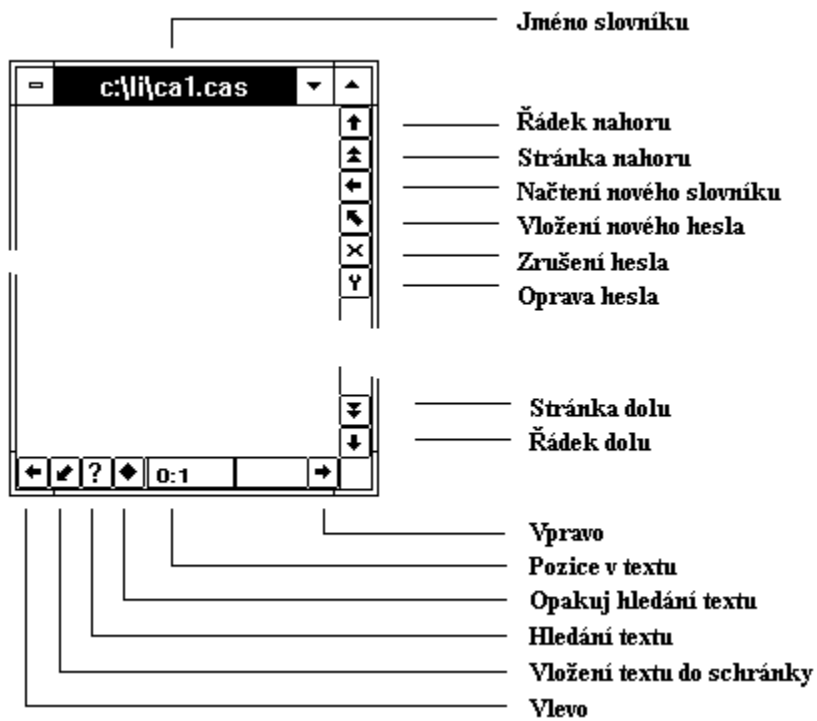 Jméno slovníku
c:\li\ca1.cas
Řádek nahoru
Stránka nahoru
Načtení nového slovníku
Vložení nového hesla
Zrušení hesla
Oprava hesla
Stránka dolu
Řádek dolu
? 0:1
Vpravo
Pozice v textu
Opakuj hledání textu
Hledání textu
Vložení textu do schránky
Vlevo